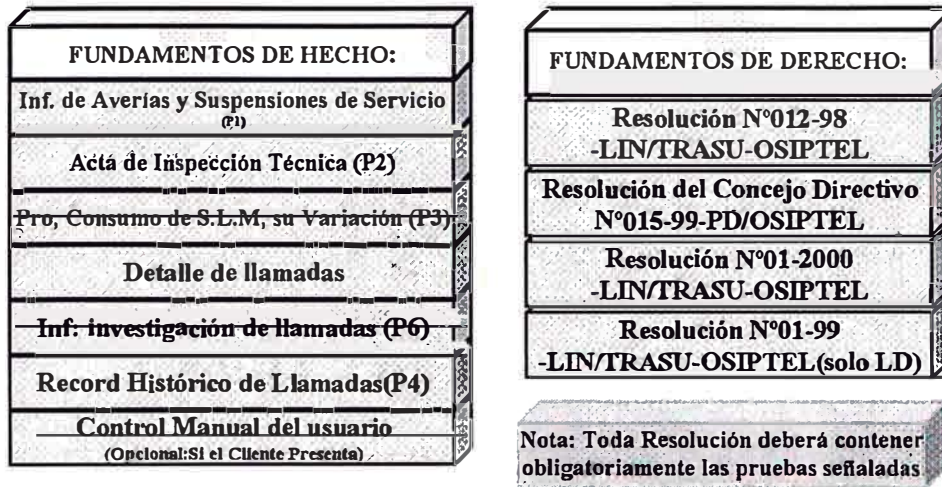 FUNDAMENTOS DE HECHO:
Inf. de Averías y Suspensiones de Servicio
(P1)
Acta de Inspección Técnica (P2)
Pro, Consumo de S.L.M, su Variación (P3)
Detalle de llamadas
Inf: investigación de llamadas (P6)
Record Histórico de Llamadas(P4)
Control Manual del usuario
(Opcional:Si el Cliente Presenta)
FUNDAMENTOS DE DERECHO:
Resolución Nº012-98
-LIN/TRASU-OSIPTEL
Resolución del Concejo Directivo
Nº015-99-PD/OSIPTEL
Resolución Nº01-2000
-LIN/TRASU-OSIPTEL
Resolución Nº01-99
-LIN/TRASU-OSIPTEL(solo LD)
Nota: Toda Resolución deberá contener
obligatoriamente las pruebas señaladas